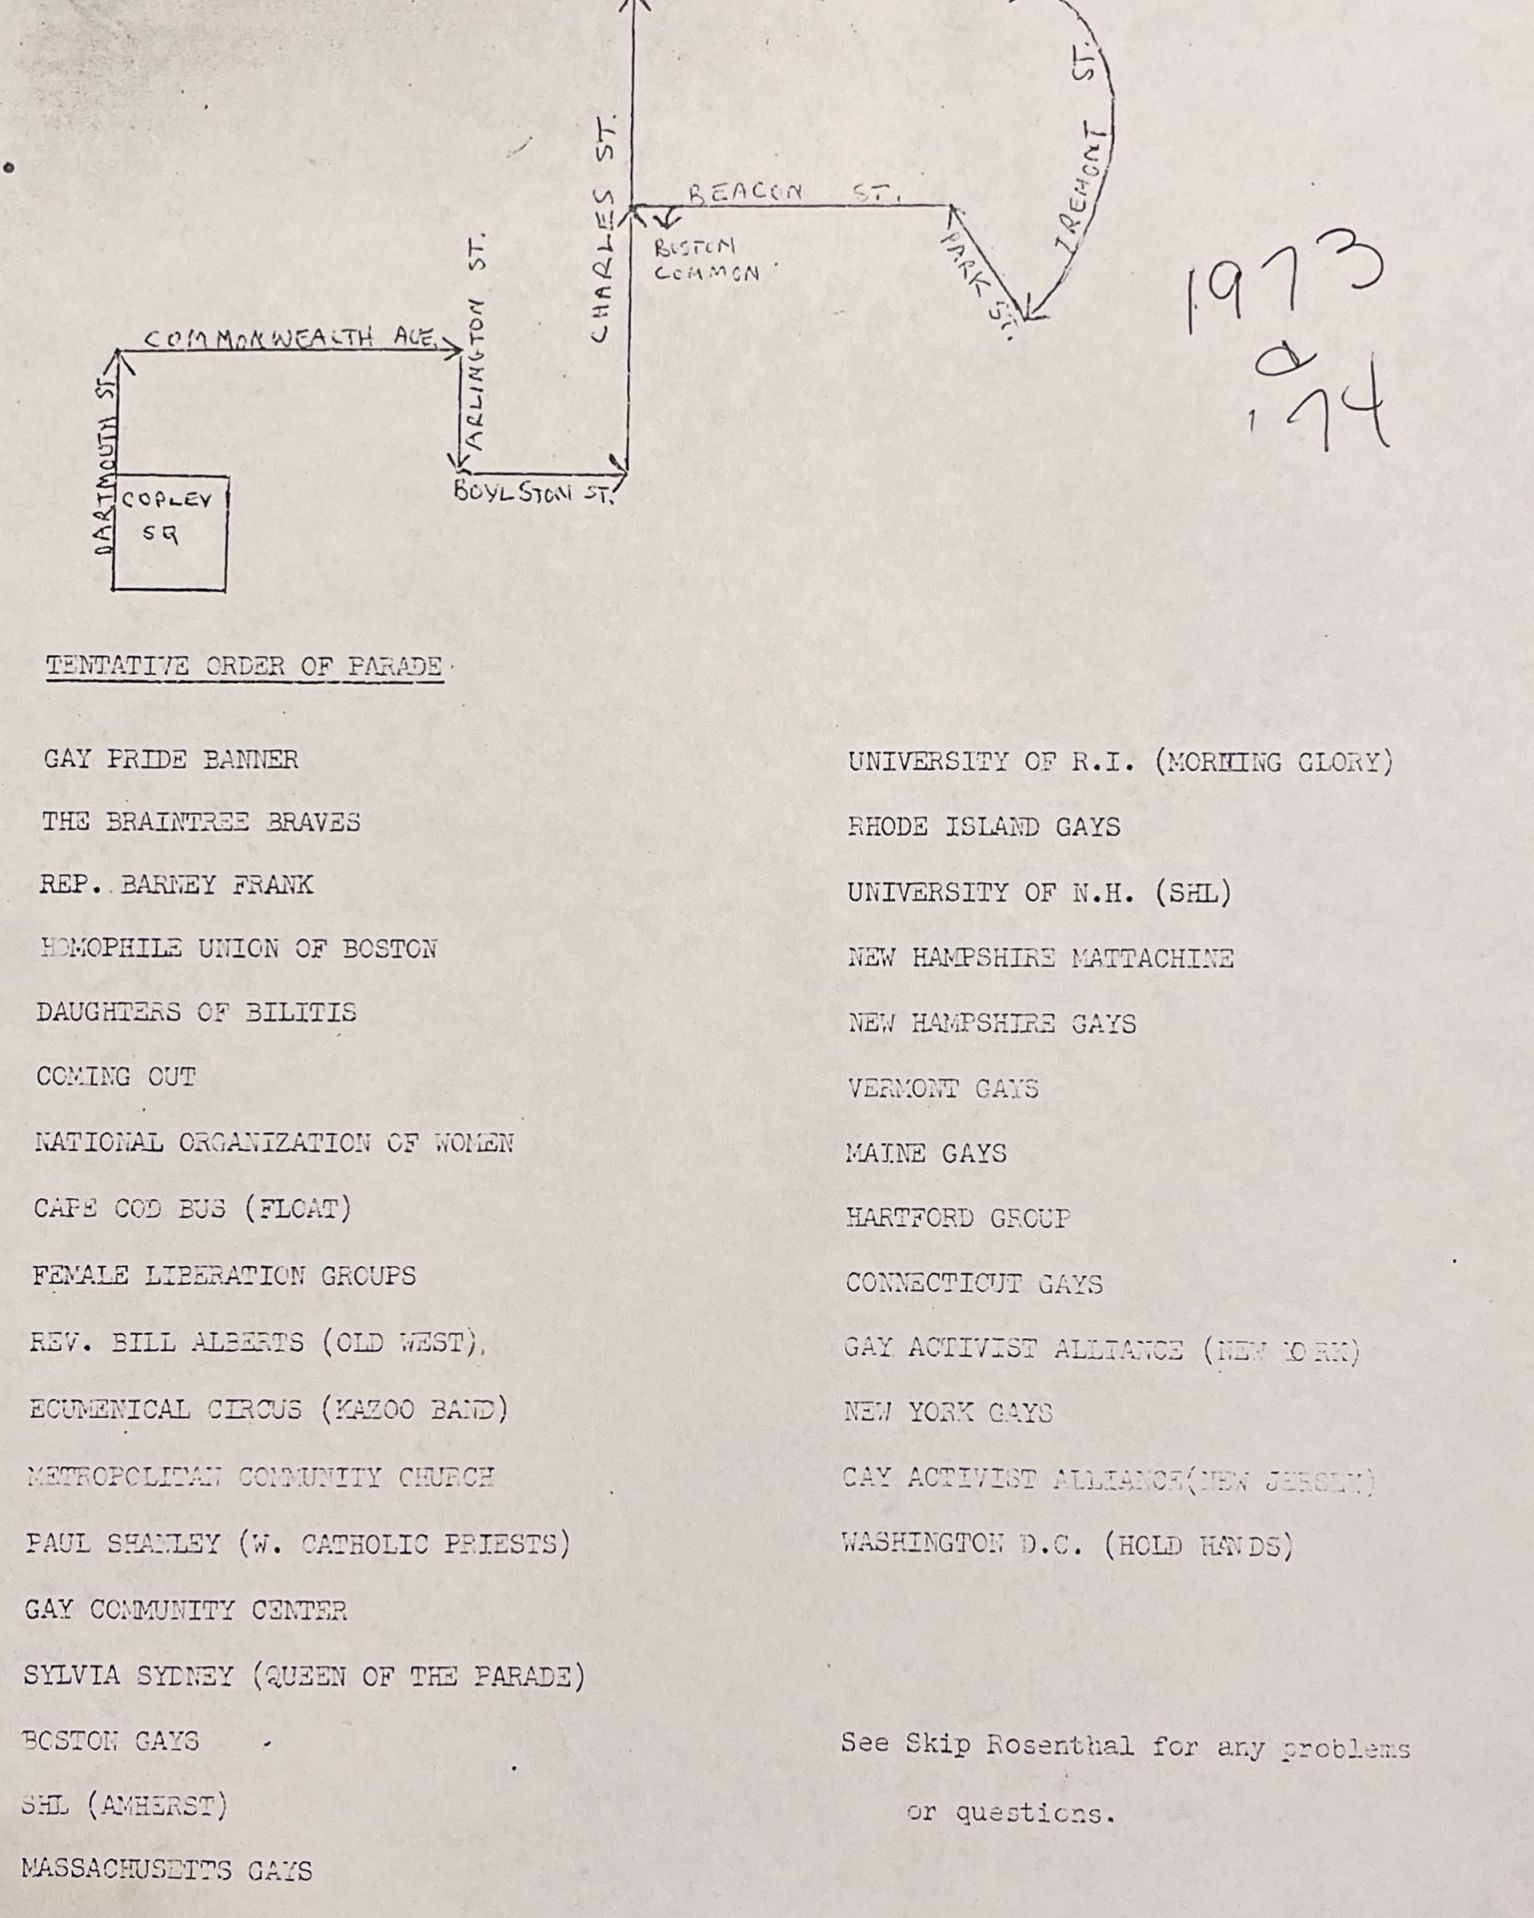 TREMONT ST.
CHARLES ST.
BEACON ST.
BOSTON
COMMON
PARK ST.
ARLINGTON ST.
COMMONWEALTH AVE.
DARTMOUTH ST.
COPLEY
SQ
BOYLSTON ST.
1973
'74
TENTATIVE ORDER OF PARADE
GAY PRIDE BANNER
THE BRAINTREE BRAVES
REP. BARNEY FRANK
HOMOPHILE UNION OF BOSTON
DAUGHTERS OF BILITIS
COMING OUT
NATIONAL ORGANIZATION OF WOMEN
CAPE COD BUS (FLOAT)
FEMALE LIBERATION GROUPS
REV. BILL ALBERTS (OLD WEST),
ECUMENICAL CIRCUS (KAZOO BAND)
METROPOLITAN COMMUNITY CHURCH
PAUL SHANLEY (W. CATHOLIC PRIESTS)
GAY COMMUNITY CENTER
SYLVIA SYDNEY (QUEEN OF THE PARADE)
BOSTON GAYS
SHL (AMHERST)
MASSACHUSETTS GAYS
UNIVERSITY OF R.I. (MORNING GLORY)
RHODE ISLAND GAYS
UNIVERSITY OF N.H. (SHL)
NEW HAMPSHIRE MATTACHINE
NEW HAMPSHIRE GAYS
VERMONT GAYS
MAINE GAYS
HARTFORD GROUP
CONNECTICUT GAYS
GAY ACTIVIST ALLIANCE (NEW YORK)
NEW YORK GAYS
GAY ACTIVIST ALLIANCE(NEW JERSEY)
WASHINGTON D.C. (HOLD HANDS)
See Skip Rosenthal for any problems
or questions.